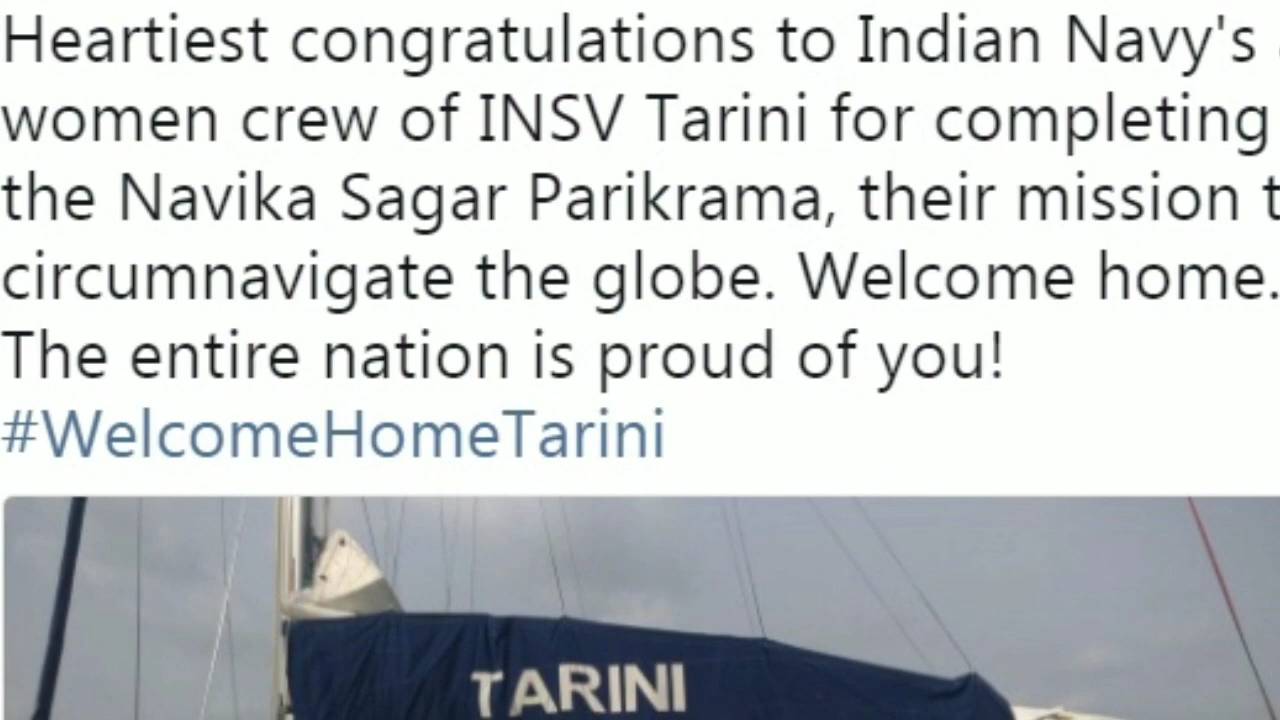 Heartiest congratulations to Indian Navy's
women crew of INSV Tarini for completing
the Navika Sagar Parikrama, their mission
circumnavigate the globe. Welcome home.
The entire nation is proud of you!
#WelcomeHomeTarini
TARINI